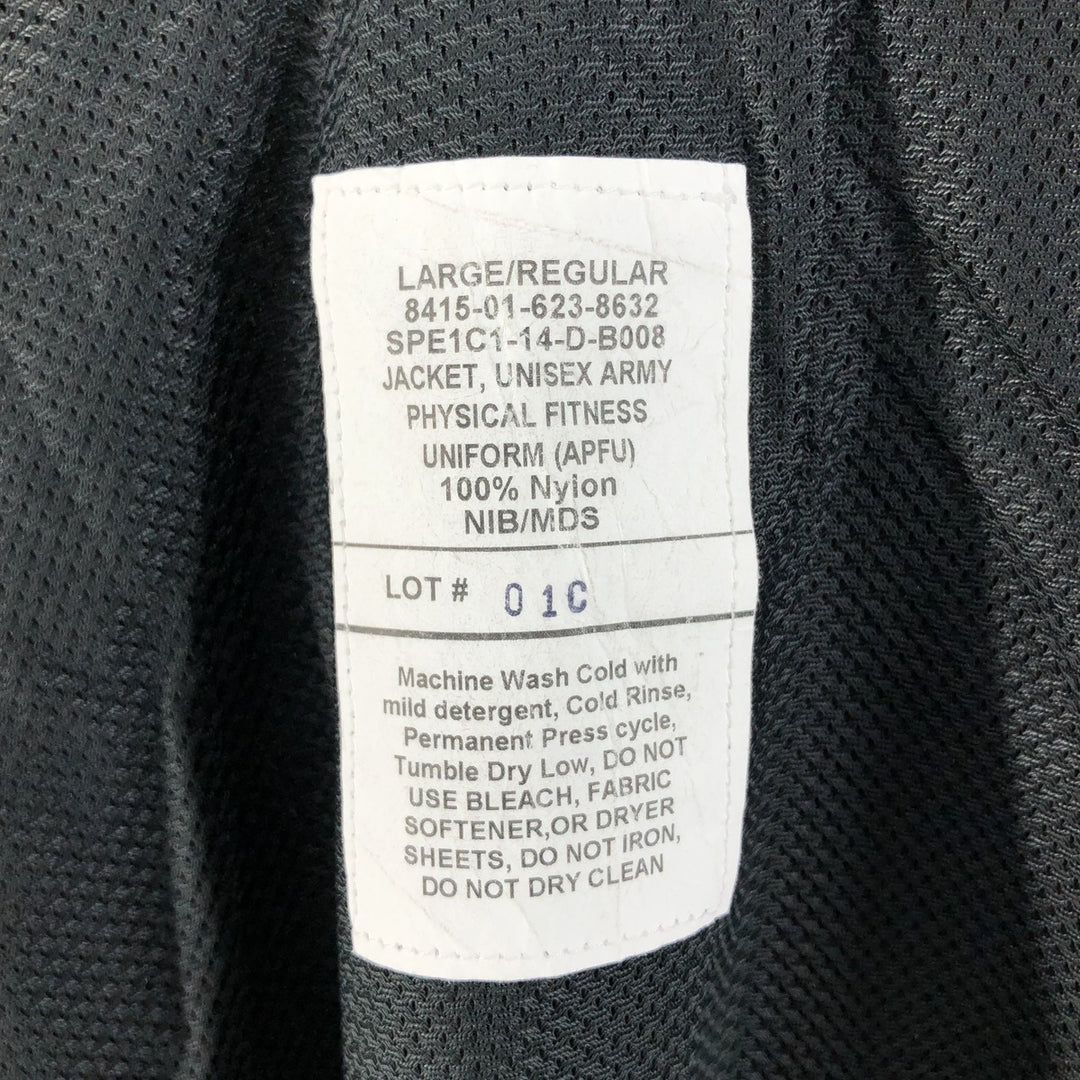 LARGE/REGULAR
8415-01-623-8632
SPE1C1-14-D-B008
JACKET, UNISEX ARMY
PHYSICAL FITNESS
UNIFORM (APFU)
100% Nylon
NIB/MDS
LOT # 01C
Machine Wash Cold with
mild detergent, Cold Rinse,
Permanent Press cycle,
Tumble Dry Low, DO NOT
USE BLEACH, FABRIC
SOFTENER,OR DRYER
SHEETS, DO NOT IRON,
DO NOT DRY CLEAN